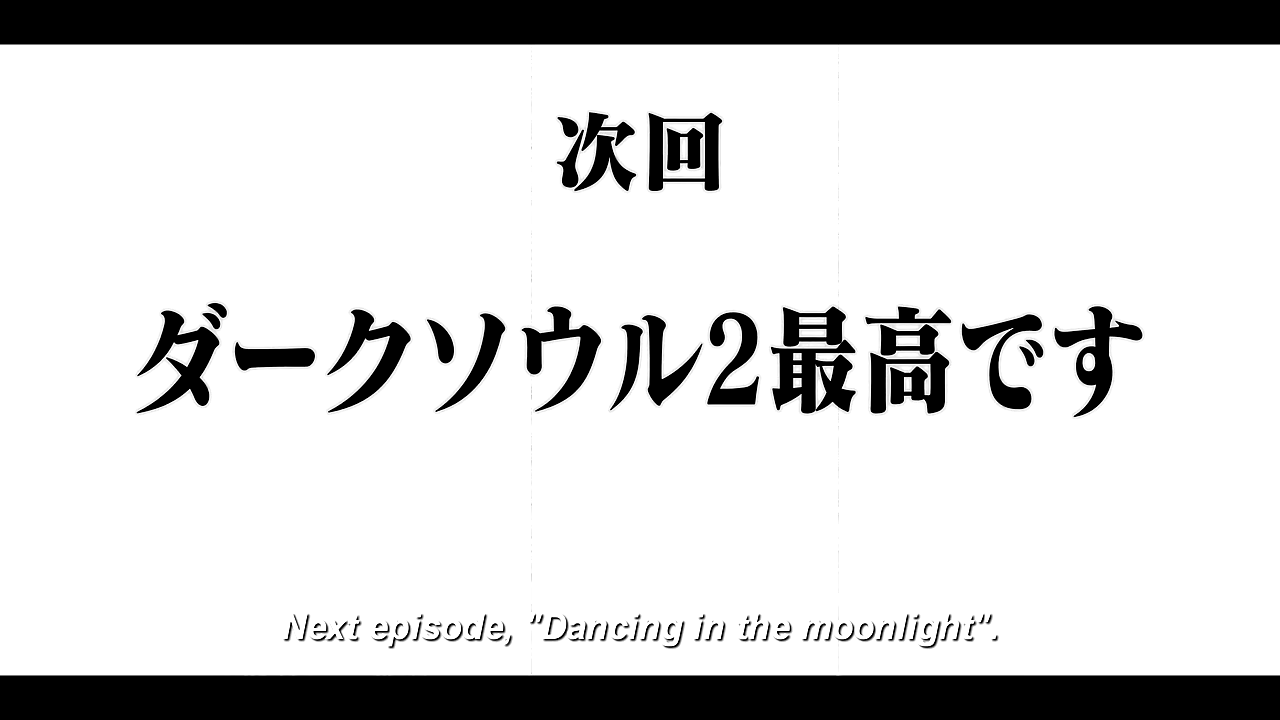 次回
ダークソウル2最高です
Next episode, "Dancing in the moonlight".